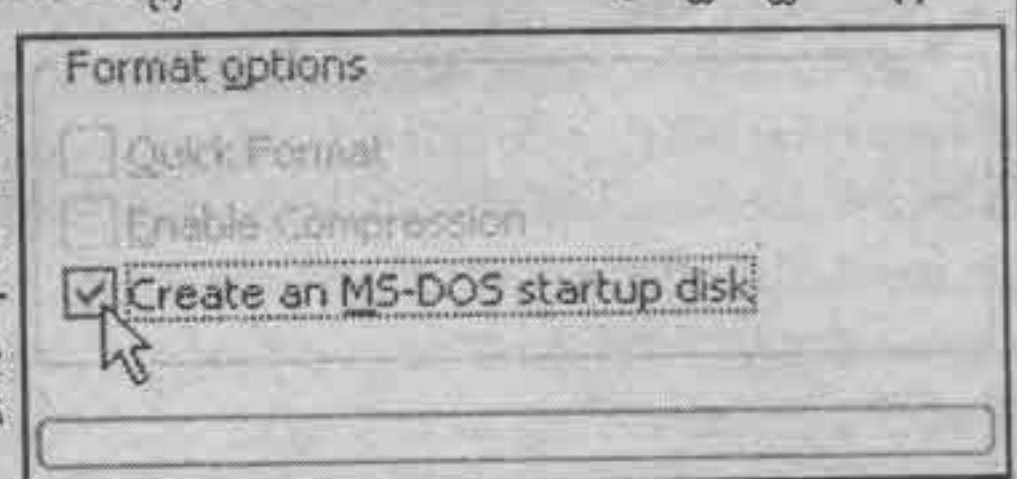 Format options
Quick Format
Enable Compression
Create an MS-DOS startup disk